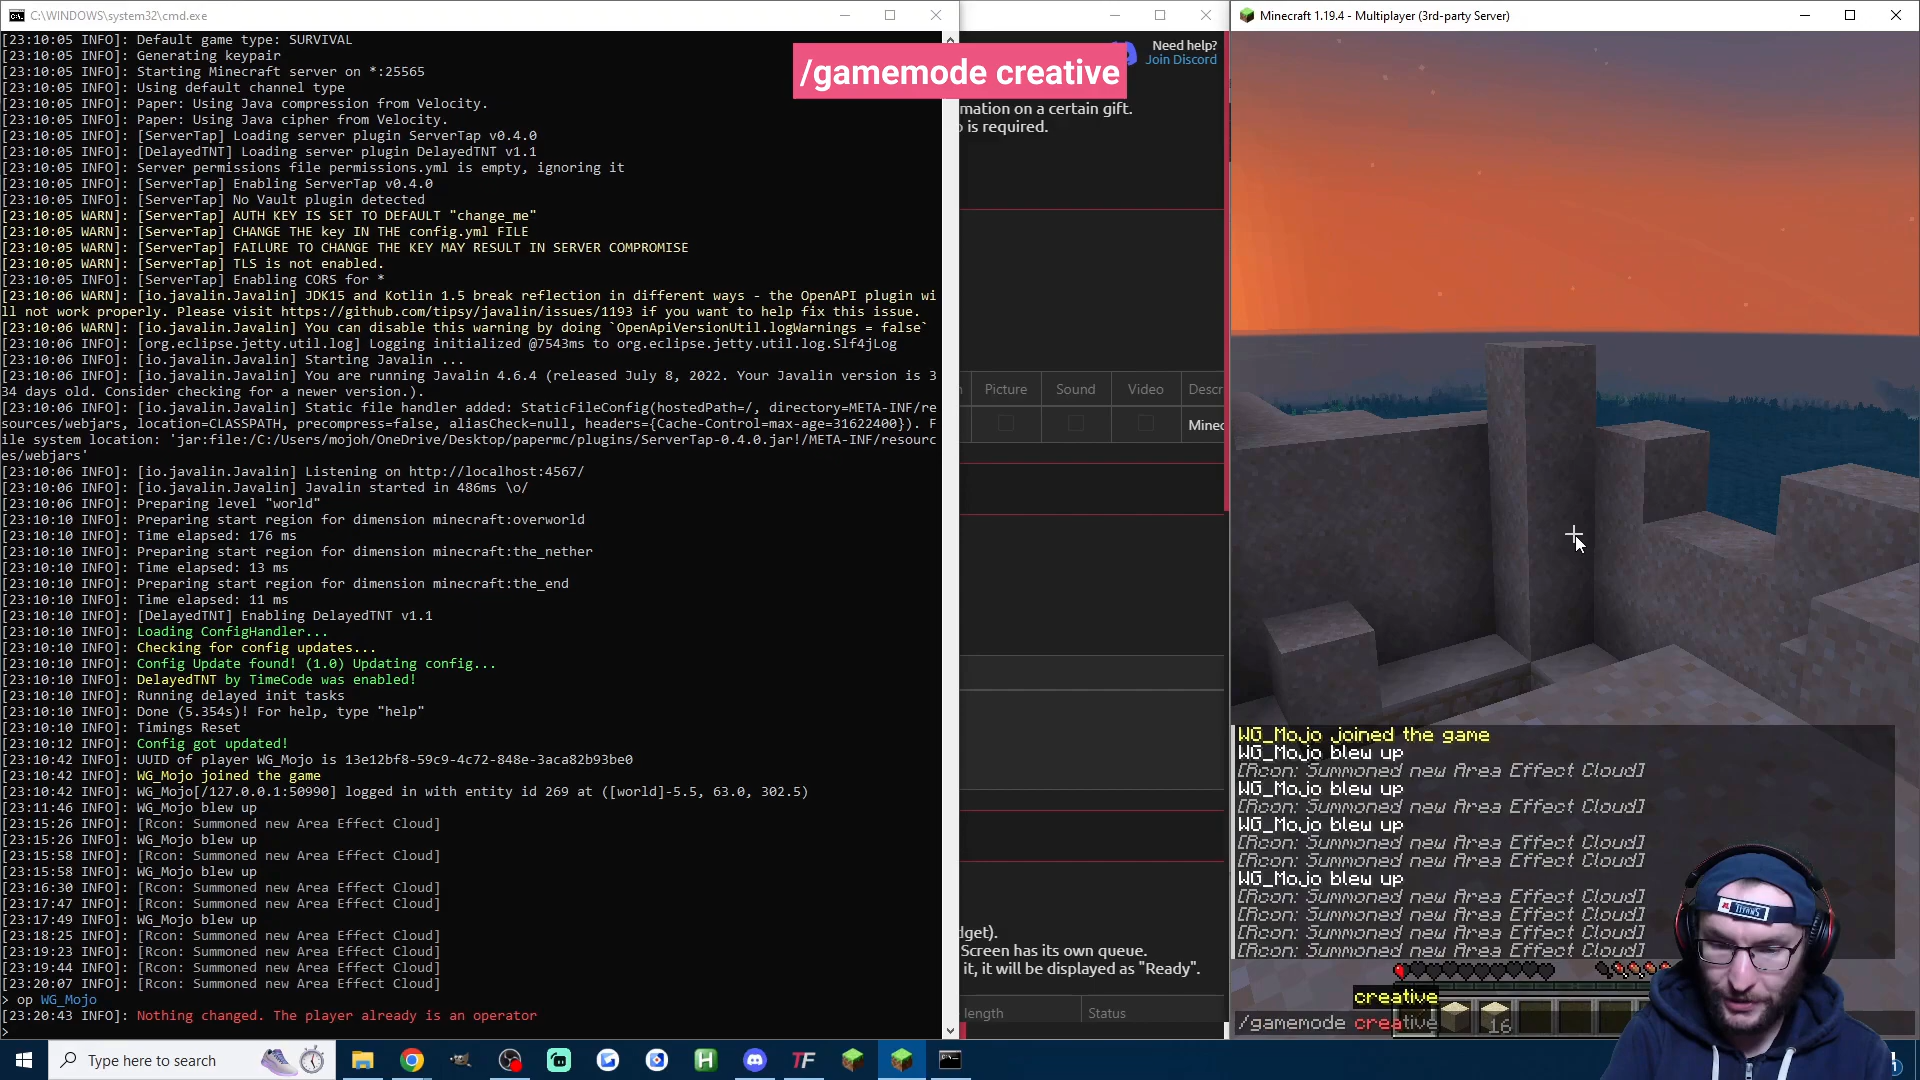 C:\WINDOWS\system32\cmd.exe
[23:10:05 INFO]: Default game type: SURVIVAL
[23:10:05 INFO]: Generating keypair
[23:10:05 INFO]: Starting Minecraft server on *:25565
[23:10:05 INFO]: Using default channel type
[23:10:05 INFO]: Paper: Using Java compression from Velocity.
[23:10:05 INFO]: Paper: Using Java cipher from Velocity.
[23:10:05 INFO]: [ServerTap] Loading server plugin ServerTap v0.4.0
[23:10:05 INFO]: [DelayedTNT] Loading server plugin DelayedTNT v1.1
[23:10:05 INFO]: Server permissions file permissions.yml is empty, ignoring it
[23:10:05 INFO]: [ServerTap] Enabling ServerTap v0.4.0
[23:10:05 INFO]: [ServerTap] No Vault plugin detected
[23:10:05 WARN]: [ServerTap] AUTH KEY IS SET TO DEFAULT "change_me"
[23:10:05 WARN]: [ServerTap] CHANGE THE key IN THE config.yml FILE
[23:10:05 WARN]: [ServerTap] FAILURE TO CHANGE THE KEY MAY RESULT IN SERVER COMPROMISE
[23:10:05 WARN]: [ServerTap] TLS is not enabled.
[23:10:05 INFO]: [ServerTap] Enabling CORS for *
[23:10:06 WARN]: [io.javalin.Javalin] JDK15 and Kotlin 1.5 break reflection in different ways - the OpenAPI plugin wi
ll not work properly. Please visit https://github.com/tipsy/javalin/issues/1193 if you want to help fix this issue.
[23:10:06 WARN]: [io.javalin.Javalin] You can disable this warning by doing `OpenApiVersionUtil.logWarnings = false`
[23:10:06 INFO]: [org.eclipse.jetty.util.log] Logging initialized @7543ms to org.eclipse.jetty.util.log.Slf4jLog
[23:10:06 INFO]: [io.javalin.Javalin] Starting Javalin ...
[23:10:06 INFO]: [io.javalin.Javalin] You are running Javalin 4.6.4 (released July 8, 2022. Your Javalin version is 3
34 days old. Consider checking for a newer version.).
[23:10:06 INFO]: [io.javalin.Javalin] Static file handler added: StaticFileConfig(hostedPath=/, directory=META-INF/re
sources/webjars, location=CLASSPATH, precompress=false, aliasCheck=null, headers={Cache-Control=max-age=31622400}). F
ile system location: 'jar:file:/C:/Users/mojoh/OneDrive/Desktop/papermc/plugins/ServerTap-0.4.0.jar!/META-INF/resourc
es/webjars'
[23:10:06 INFO]: [io.javalin.Javalin] Listening on http://localhost:4567/
[23:10:06 INFO]: [io.javalin.Javalin] Javalin started in 486ms \o/
[23:10:06 INFO]: Preparing level "world"
[23:10:10 INFO]: Preparing start region for dimension minecraft:overworld
[23:10:10 INFO]: Time elapsed: 176 ms
[23:10:10 INFO]: Preparing start region for dimension minecraft:the_nether
[23:10:10 INFO]: Time elapsed: 13 ms
[23:10:10 INFO]: Preparing start region for dimension minecraft:the_end
[23:10:10 INFO]: Time elapsed: 11 ms
[23:10:10 INFO]: [DelayedTNT] Enabling DelayedTNT v1.1
[23:10:10 INFO]: Loading ConfigHandler...
[23:10:10 INFO]: Checking for config updates...
[23:10:10 INFO]: Config Update found! (1.0) Updating config...
[23:10:10 INFO]: DelayedTNT by TimeCode was enabled!
[23:10:10 INFO]: Running delayed init tasks
[23:10:10 INFO]: Done (5.354s)! For help, type "help"
[23:10:10 INFO]: Timings Reset
[23:10:12 INFO]: Config got updated!
[23:10:42 INFO]: UUID of player WG_Mojo is 13e12bf8-59c9-4c72-848e-3aca82b93be0
[23:10:42 INFO]: WG_Mojo joined the game
[23:10:42 INFO]: WG_Mojo[/127.0.0.1:50990] logged in with entity id 269 at ([world]-5.5, 63.0, 302.5)
[23:11:46 INFO]: WG_Mojo blew up
[23:15:26 INFO]: [Rcon: Summoned new Area Effect Cloud]
[23:15:26 INFO]: WG_Mojo blew up
[23:15:58 INFO]: [Rcon: Summoned new Area Effect Cloud]
[23:15:58 INFO]: WG_Mojo blew up
[23:16:30 INFO]: [Rcon: Summoned new Area Effect Cloud]
[23:17:47 INFO]: [Rcon: Summoned new Area Effect Cloud]
[23:17:49 INFO]: WG_Mojo blew up
[23:18:25 INFO]: [Rcon: Summoned new Area Effect Cloud]
[23:19:23 INFO]: [Rcon: Summoned new Area Effect Cloud]
[23:19:44 INFO]: [Rcon: Summoned new Area Effect Cloud]
[23:20:07 INFO]: [Rcon: Summoned new Area Effect Cloud]
> op WG_Mojo
[23:20:43 INFO]: Nothing changed. The player already is an operator
>
/gamemode creative
Need help?
Join Discord
mation on a certain gift.
is required.
Picture Sound Video Descr
Minec
dget).
Screen has its own queue.
it, it will be displayed as "Ready".
length Status
Minecraft 1.19.4 - Multiplayer (3rd-party Server)
WG_Mojo joined the game
WG_Mojo blew up
[Rcon: Summoned new Area Effect Cloud]
WG_Mojo blew up
[Rcon: Summoned new Area Effect Cloud]
WG_Mojo blew up
[Rcon: Summoned new Area Effect Cloud]
[Rcon: Summoned new Area Effect Cloud]
WG_Mojo blew up
[Rcon: Summoned new Area Effect Cloud]
[Rcon: Summoned new Area Effect Cloud]
[Rcon: Summoned new Area Effect Cloud]
[Rcon: Summoned new Area Effect Cloud]
creative
/gamemode creative
16
TITANS
Type here to search
TF